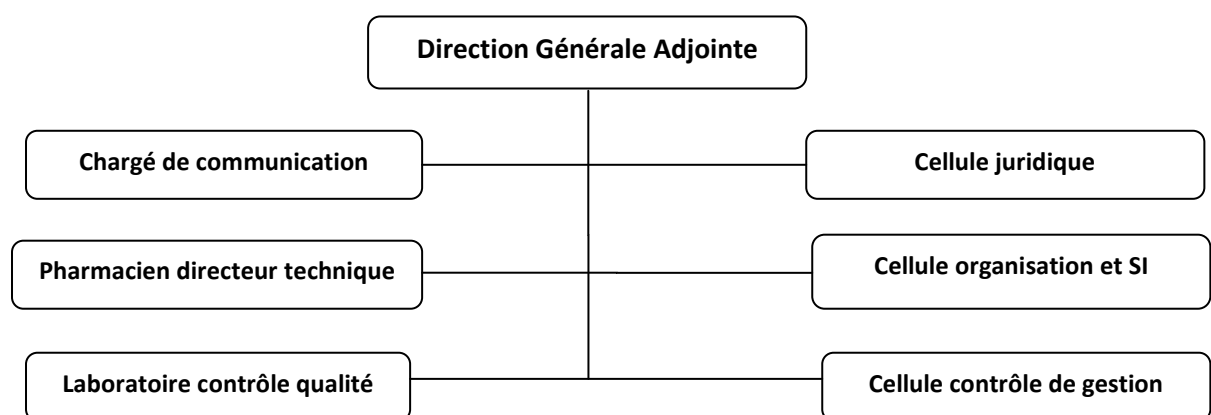 Direction Générale Adjointe
Chargé de communication
Cellule juridique
Pharmacien directeur technique
Cellule organisation et SI
Laboratoire contrôle qualité
Cellule contrôle de gestion